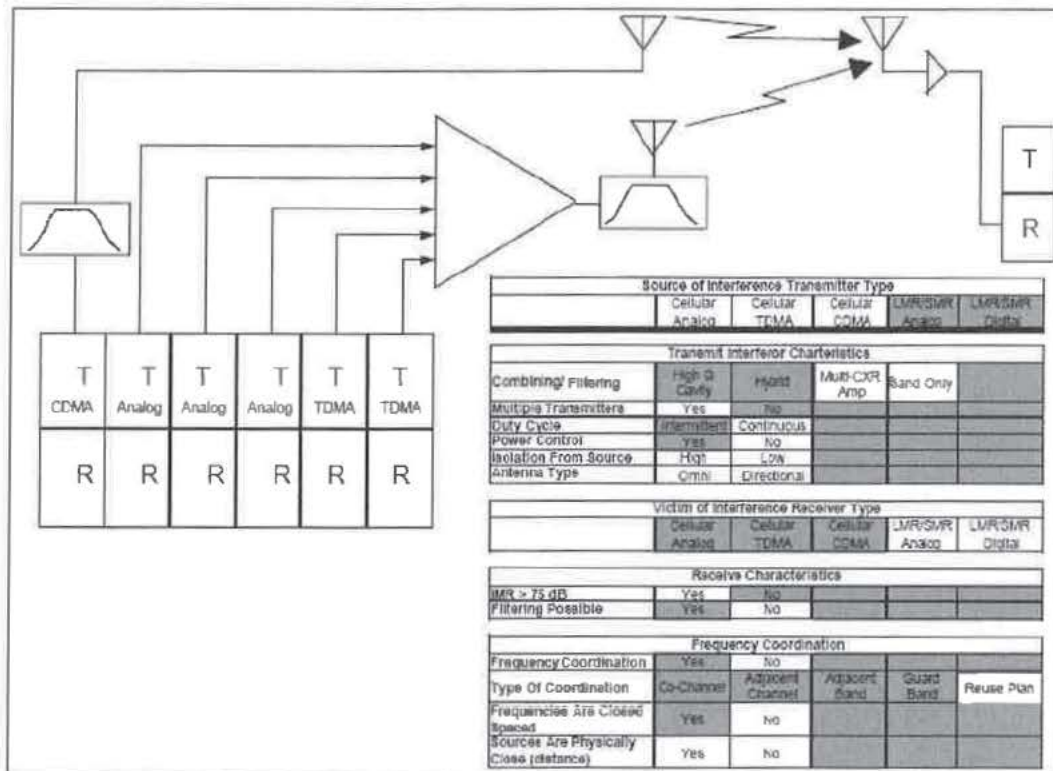 T
R
T
T
T
T
T
T
CDMA
Analog
Analog
Analog
TDMA
TDMA
R
R
R
R
R
R
Source of Interference Transmitter Type
Cellular Analog
Cellular TDMA
Cellular CDMA
LMR/SMR Analog
LMR/SMR Digital
Transmit Interferor Charteristics
Combining/ Filtering
High Q Cavity
Hybrid
Multi-CXR Amp
Band Only
Multiple Transmitters
Yes
No
Duty Cycle
Intermittent
Continuous
Power Control
Yes
No
Isolation From Source
High
Low
Antenna Type
Omni
Directional
Victim of Interference Receiver Type
Cellular Analog
Cellular TDMA
Cellular CDMA
LMR/SMR Analog
LMR/SMR Digital
Receive Characteristics
IMR > 75 dB
Yes
No
Filtering Possible
Yes
No
Frequency Coordination
Frequency Coordination
Yes
No
Type Of Coordination
Co-Channel
Adjacent Channel
Adjacent Band
Guard Band
Reuse Plan
Frequencies Are Closed Spaced
Yes
No
Sources Are Physically Close (distance)
Yes
No